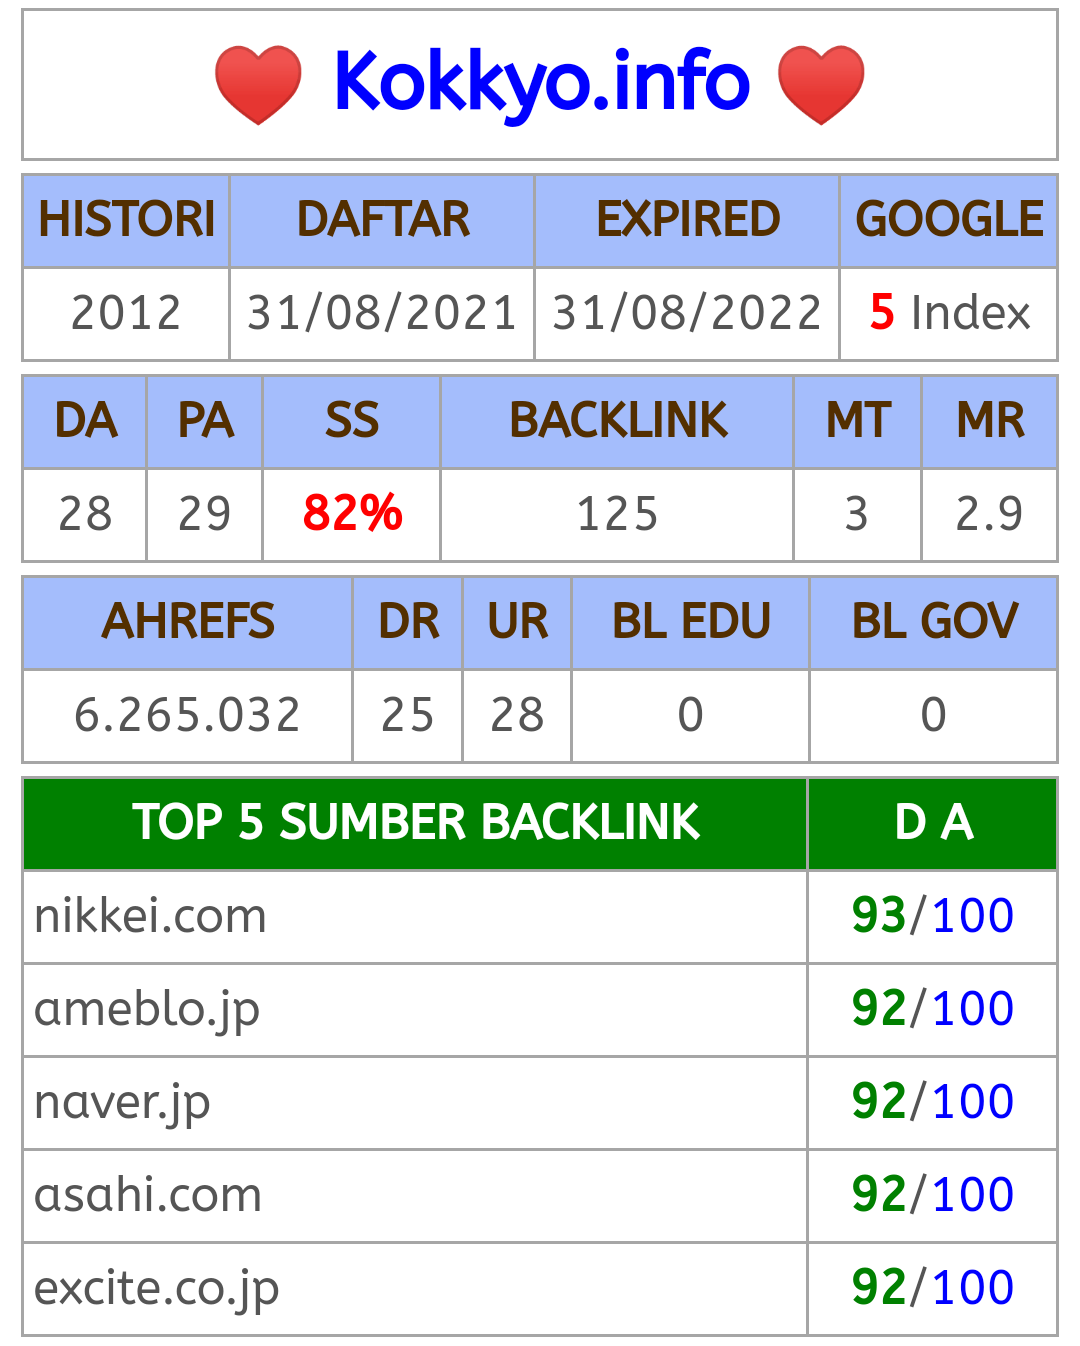 ❤️ Kokkyo.info ❤️
HISTORI DAFTAR EXPIRED GOOGLE
2012 31/08/2021 31/08/2022 5 Index
DA PA SS BACKLINK MT MR
28 29 82% 125 3 2.9
AHREFS DR UR BL EDU BL GOV
6.265.032 25 28 0 0
TOP 5 SUMBER BACKLINK D A
nikkei.com 93/100
ameblo.jp 92/100
naver.jp 92/100
asahi.com 92/100
excite.co.jp 92/100